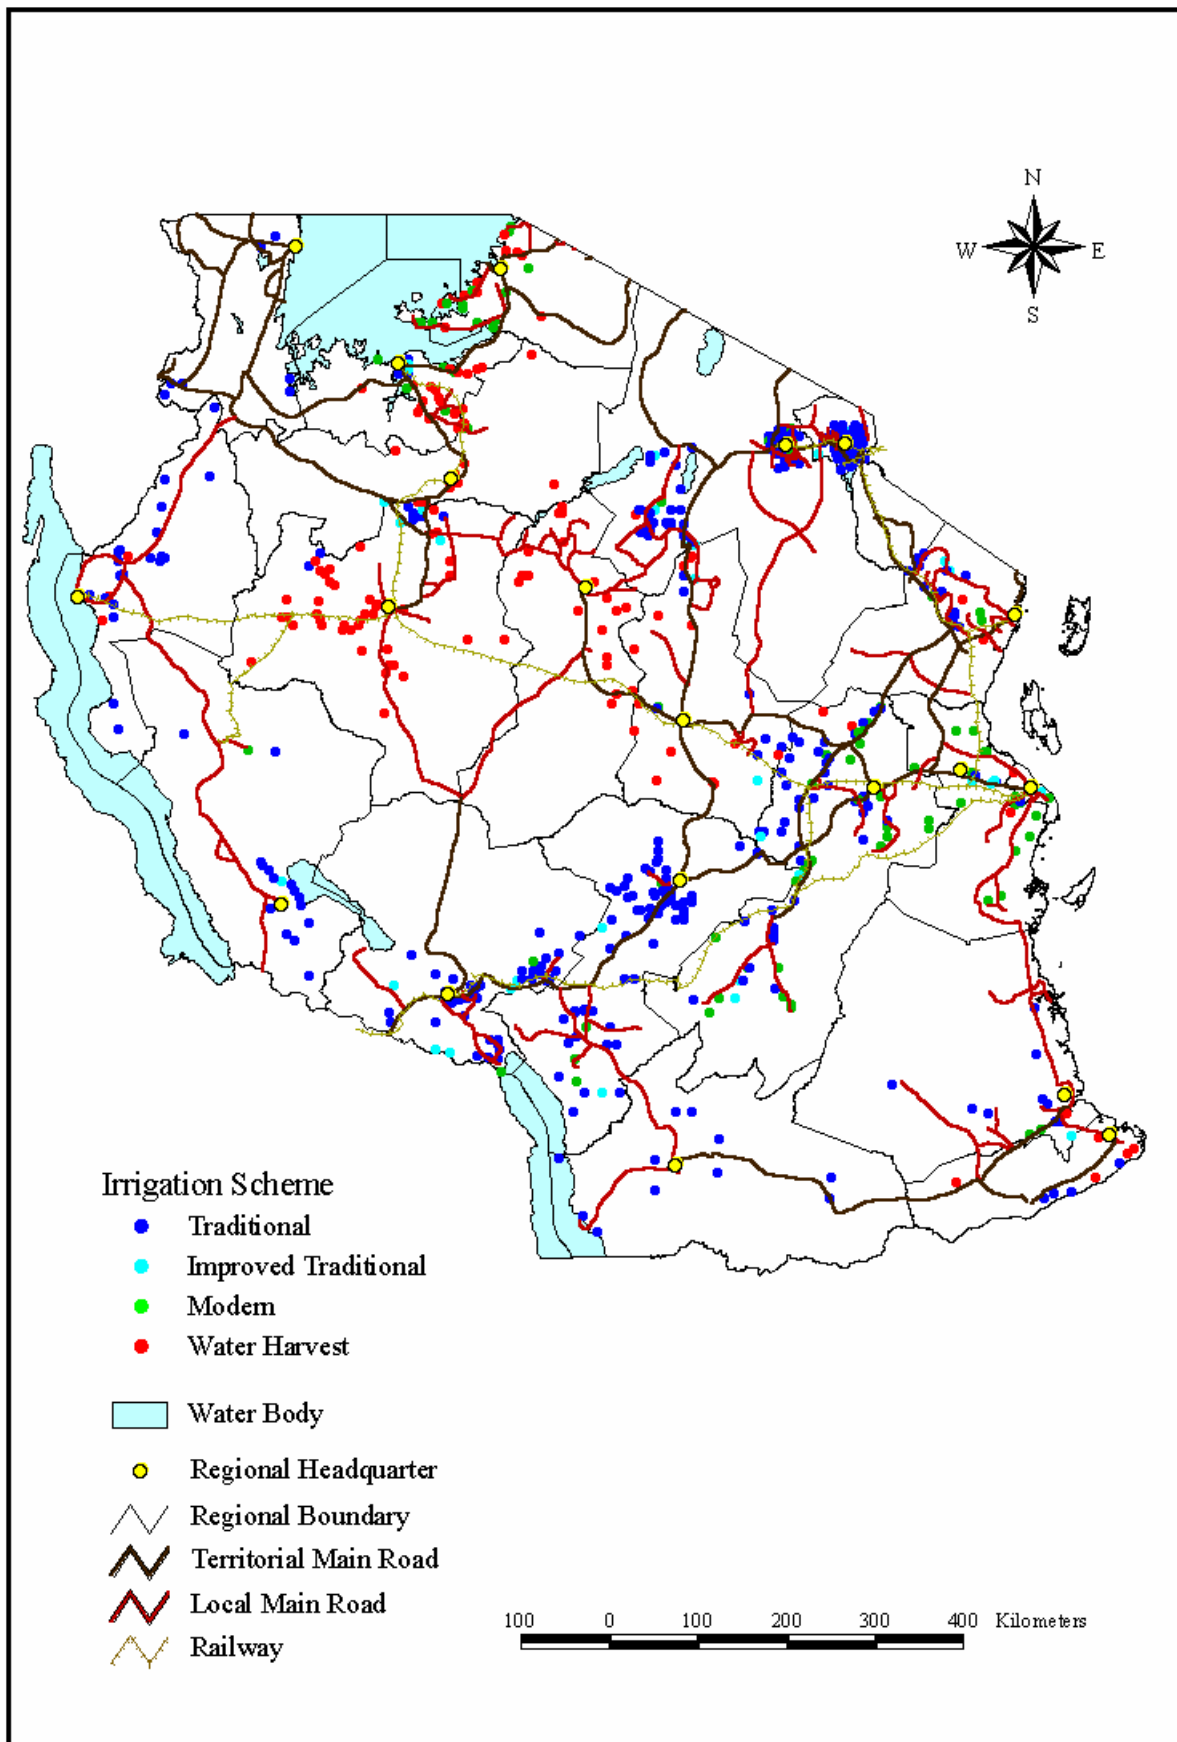 N
W E
S
Irrigation Scheme
Traditional
Improved Traditional
Modern
Water Harvest
Water Body
Regional Headquarter
Regional Boundary
Territorial Main Road
Local Main Road
Railway
100 0 100 200 300 400 Kilometers